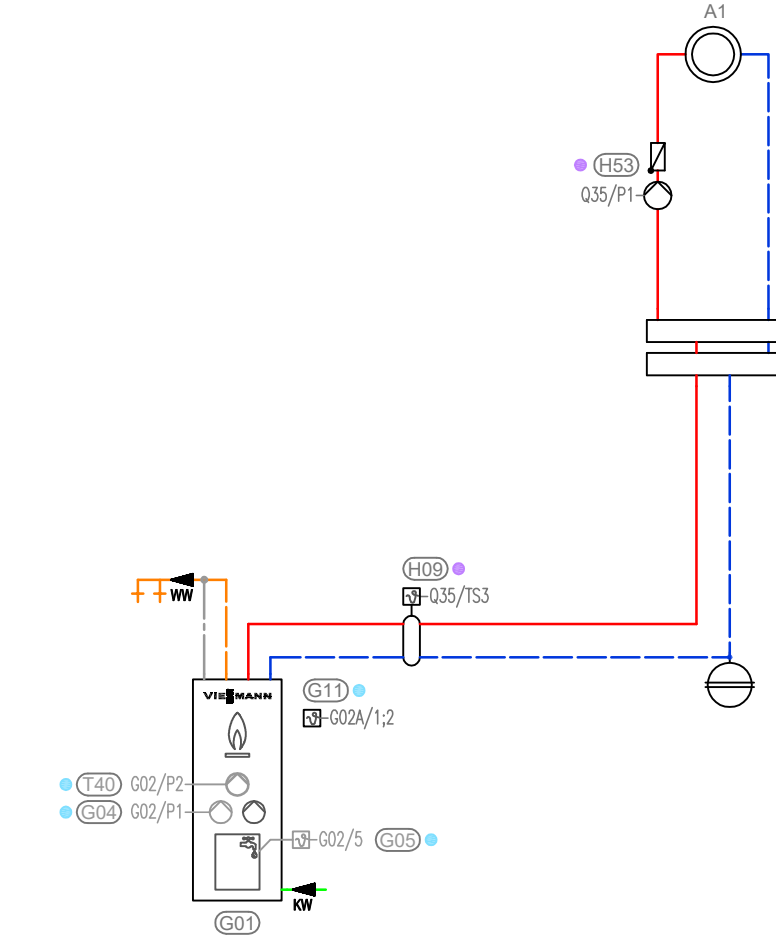 A1
H53
Q35/P1
H09
Q35/TS3
WW
VIESMANN
G11
G02A/1;2
T40 G02/P2
G04 G02/P1
G02/5 G05
KW
G01